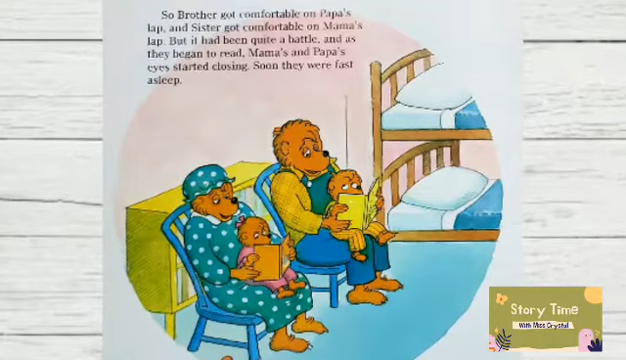 So Brother got comfortable on Papa's
lap, and Sister got comfortable on Mama's
lap. But it had been quite a battle, and as
they began to read, Mama's and Papa's
eyes started closing. Soon they were fast
asleep.
Story Time
With Miss Crystal